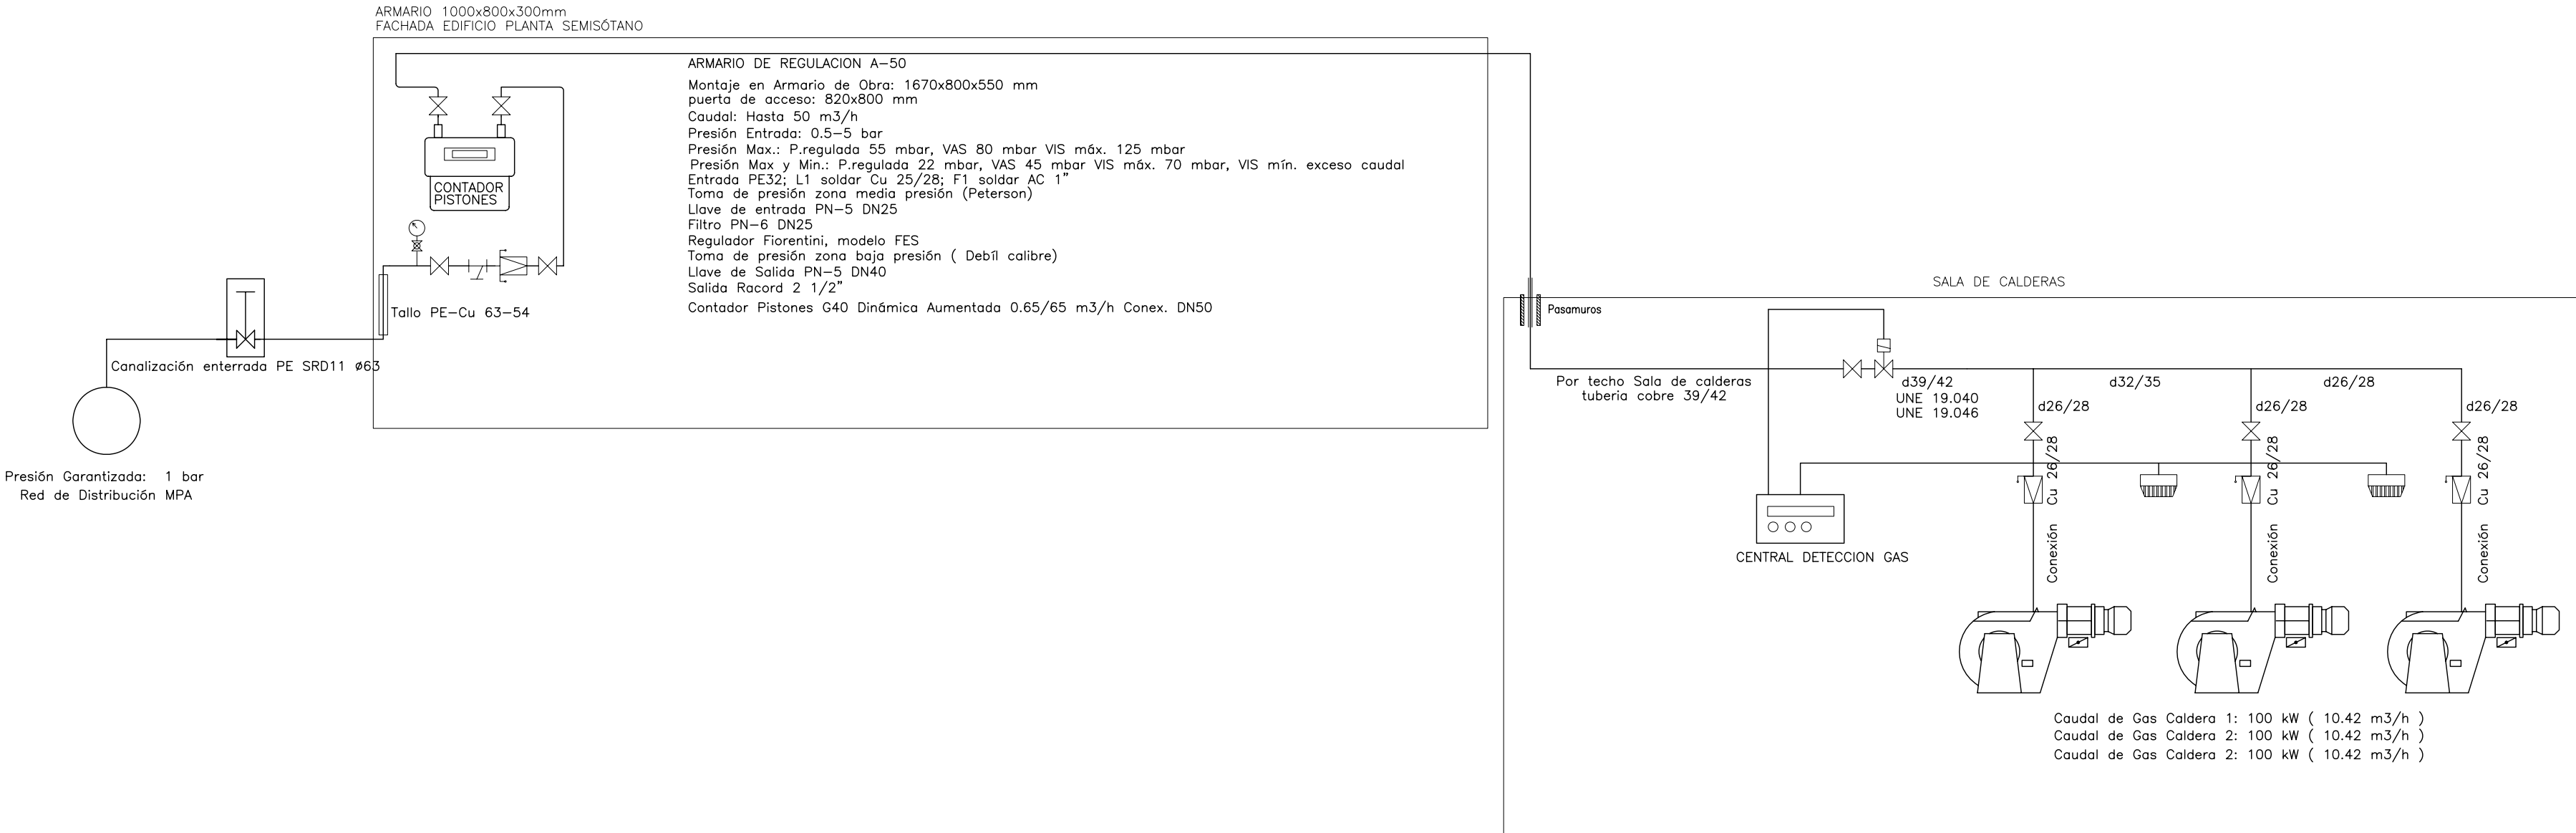 ARMARIO 1000x800x300mm
FACHADA EDIFICIO PLANTA SEMISÓTANO
ARMARIO DE REGULACION A-50
Montaje en Armario de Obra: 1670x800x550 mm
puerta de acceso: 820x800 mm
Caudal: Hasta 50 m3/h
Presión Entrada: 0.5-5 bar
Presión Max.: P.regulada 55 mbar, VAS 80 mbar VIS máx. 125 mbar
Presión Max y Min.: P.regulada 22 mbar, VAS 45 mbar VIS máx. 70 mbar, VIS mín. exceso caudal
Entrada PE32; L1 soldar Cu 25/28; F1 soldar AC 1"
Toma de presión zona media presión (Peterson)
Llave de entrada PN-5 DN25
Filtro PN-6 DN25
Regulador Fiorentini, modelo FES
Toma de presión zona baja presión ( Debíl calibre)
Llave de Salida PN-5 DN40
Salida Racord 2 1/2"
Contador Pistones G40 Dinámica Aumentada 0.65/65 m3/h Conex. DN50
CONTADOR
PISTONES
Tallo PE-Cu 63-54
Canalización enterrada PE SRD11 ø63
Presión Garantizada: 1 bar
Red de Distribución MPA
SALA DE CALDERAS
Pasamuros
Por techo Sala de calderas
tuberia cobre 39/42
d39/42
UNE 19.040
UNE 19.046
d32/35
d26/28
d26/28
d26/28
d26/28
Conexión Cu 26/28
Conexión Cu 26/28
Conexión Cu 26/28
CENTRAL DETECCION GAS
Caudal de Gas Caldera 1: 100 kW ( 10.42 m3/h )
Caudal de Gas Caldera 2: 100 kW ( 10.42 m3/h )
Caudal de Gas Caldera 2: 100 kW ( 10.42 m3/h )